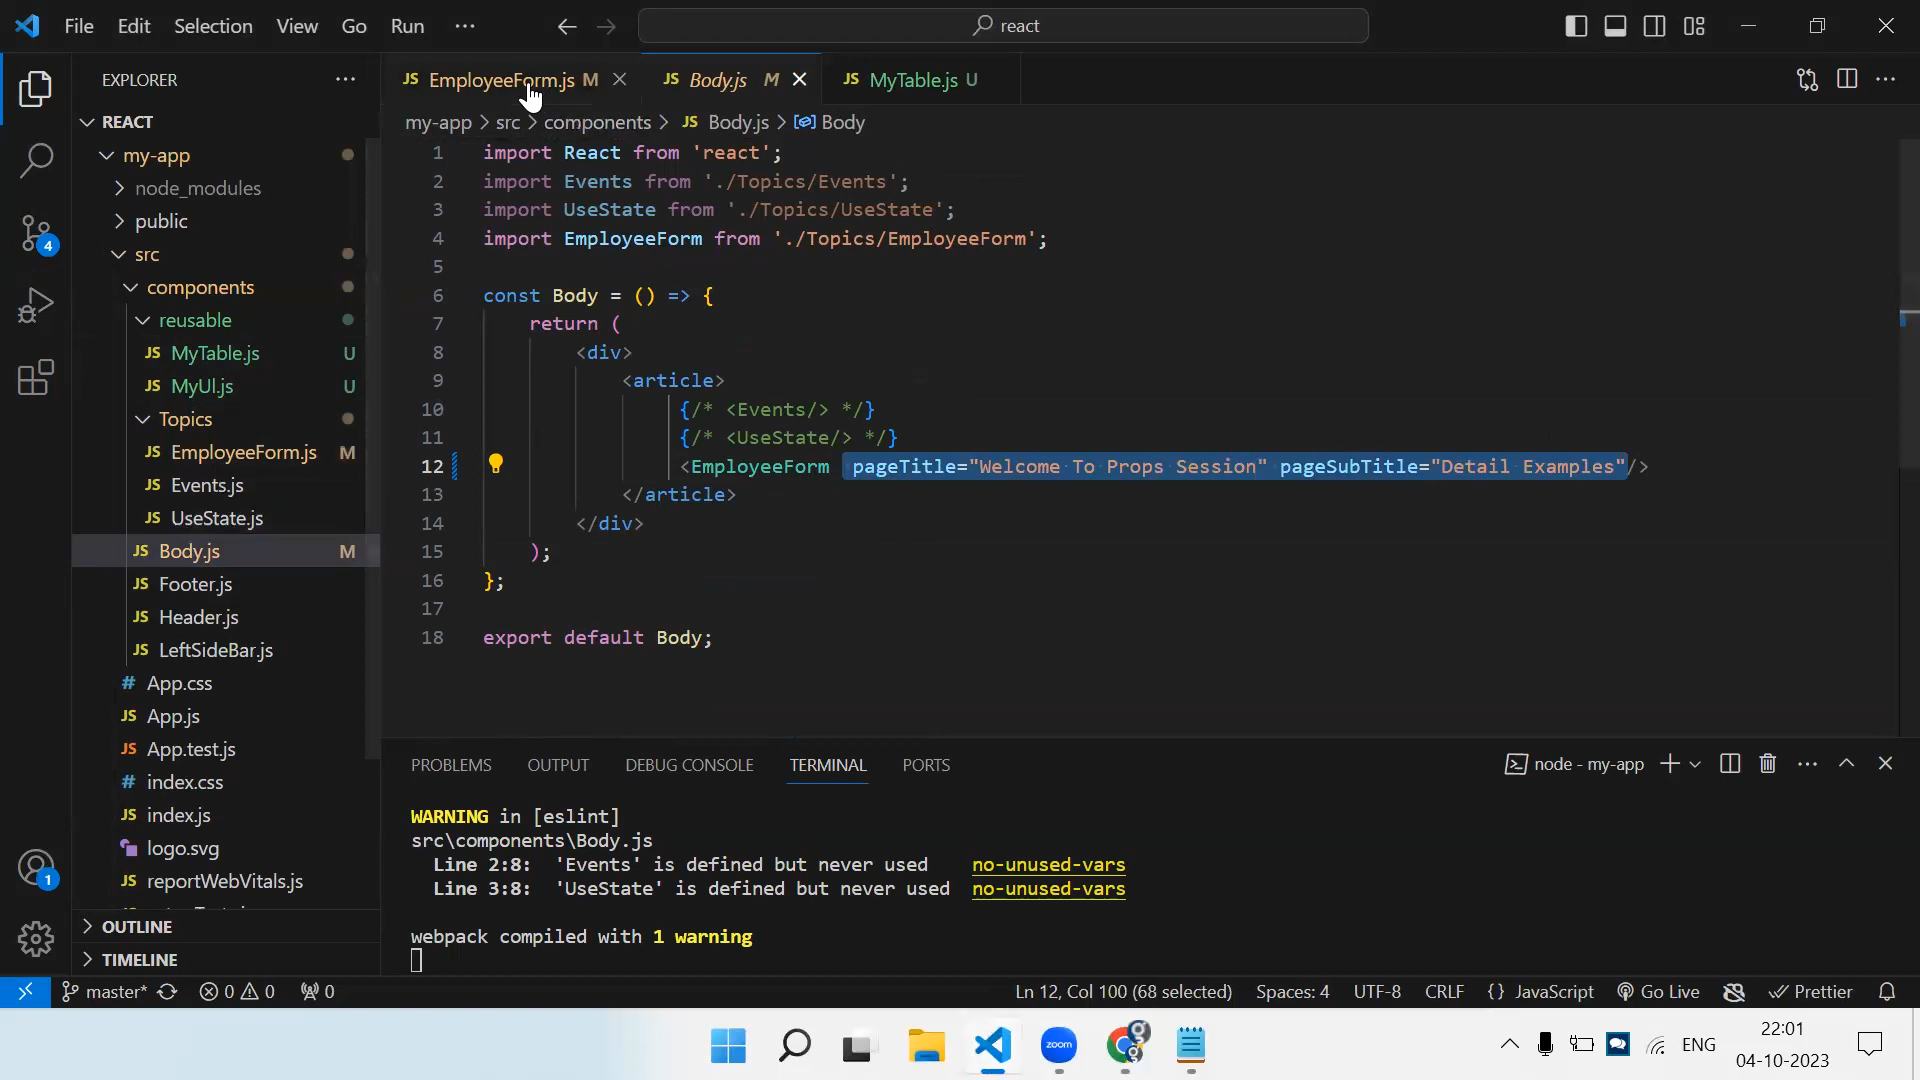 File Edit Selection View Go Run ··· react
EXPLORER ···
REACT
my-app
node_modules
public
src
components
reusable
JS MyTable.js U
JS MyUl.js U
Topics
JS EmployeeForm.js M
JS Events.js
JS UseState.js
JS Body.js M
JS Footer.js
JS Header.js
JS LeftSideBar.js
# App.css
JS App.js
JS App.test.js
# index.css
JS index.js
logo.svg
JS reportWebVitals.js
OUTLINE
TIMELINE
4
1
JS EmployeeForm.js M JS Body.js M JS MyTable.js U
my-app > src > components > JS Body.js > Body
1 import React from 'react';
2 import Events from './Topics/Events';
3 import UseState from './Topics/UseState';
4 import EmployeeForm from './Topics/EmployeeForm';
5
6 const Body = () => {
7 return (
8 <div>
9 <article>
10 {/* <Events/> */}
11 {/* <UseState/> */}
12 <EmployeeForm pageTitle="Welcome To Props Session" pageSubTitle="Detail Examples"/>
13 </article>
14 </div>
15 );
16 };
17
18 export default Body;
PROBLEMS OUTPUT DEBUG CONSOLE TERMINAL PORTS node - my-app
WARNING in [eslint]
src\components\Body.js
Line 2:8: 'Events' is defined but never used no-unused-vars
Line 3:8: 'UseState' is defined but never used no-unused-vars
webpack compiled with 1 warning
master* 0 0 0 Ln 12, Col 100 (68 selected) Spaces: 4 UTF-8 CRLF {} JavaScript Go Live Prettier
zoom
ENG
22:01
04-10-2023